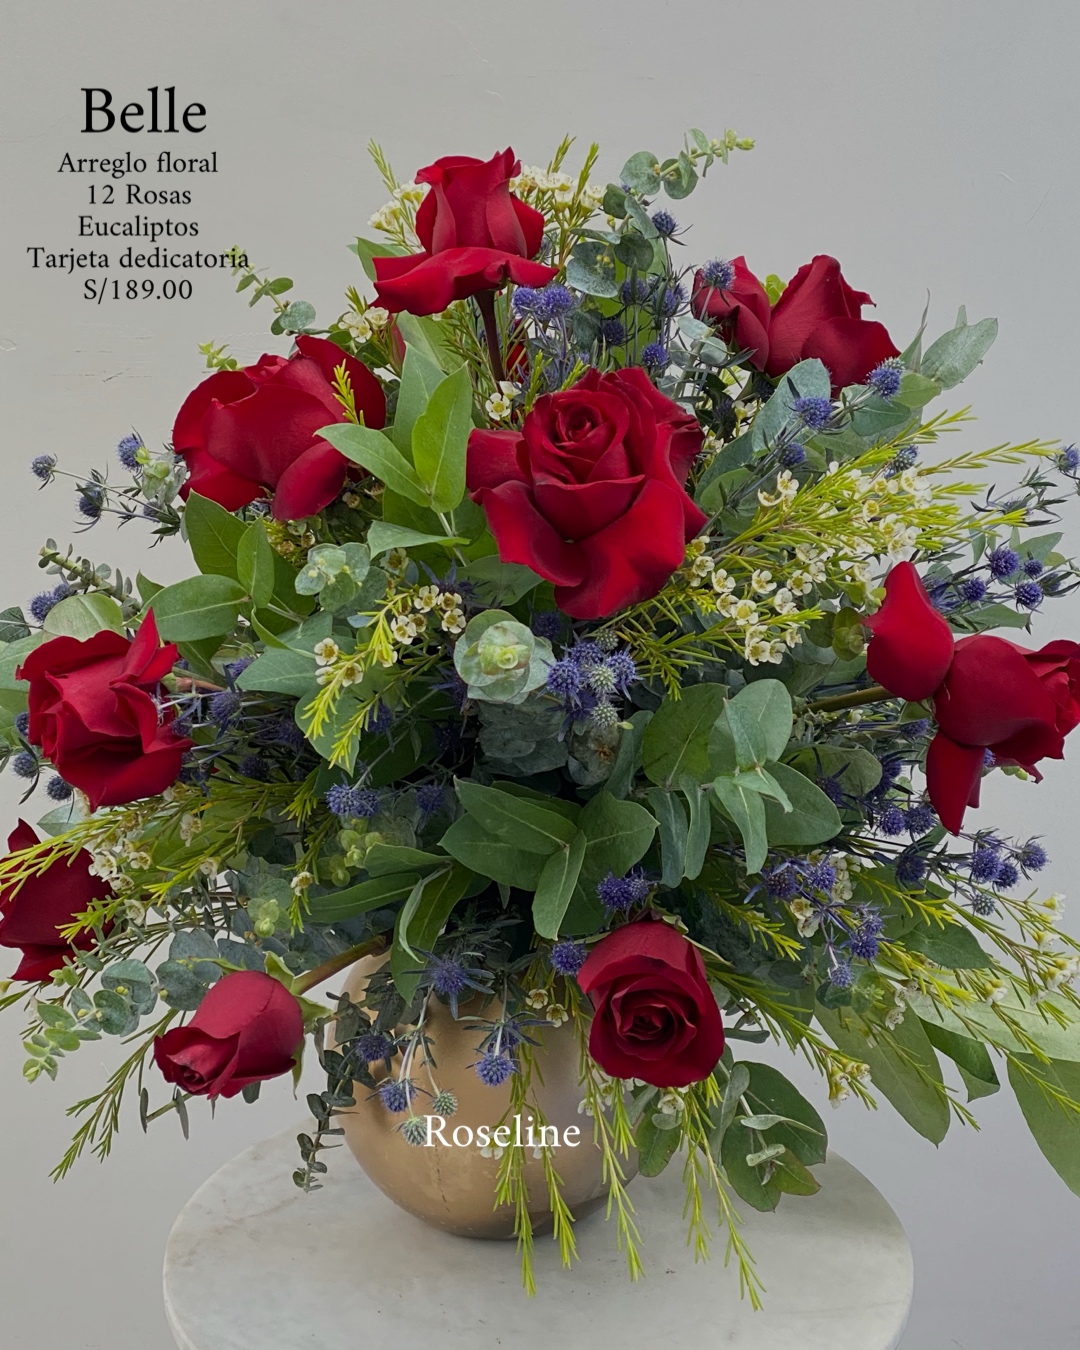 Belle
Arreglo floral
12 Rosas
Eucaliptos
Tarjeta dedicatoria
S/189.00
Roseline